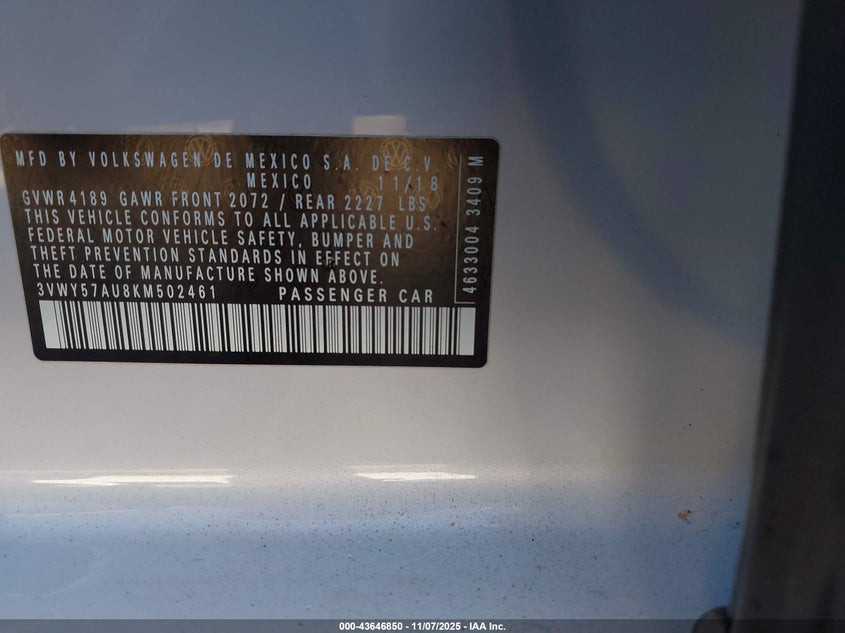 MFD BY VOLKSWAGEN DE MEXICO S.A. DE C.V.
MEXICO 11/18
GVWR 4189 GAWR FRONT 2072 / REAR 2227 LBS
THIS VEHICLE CONFORMS TO ALL APPLICABLE U.S.
FEDERAL MOTOR VEHICLE SAFETY, BUMPER AND
THEFT PREVENTION STANDARDS IN EFFECT ON
THE DATE OF MANUFACTURE SHOWN ABOVE.
3VWY57AU8KM502461 PASSENGER CAR
4633004 3409 M
000-43646850 - 11/07/2025 - IAA Inc.